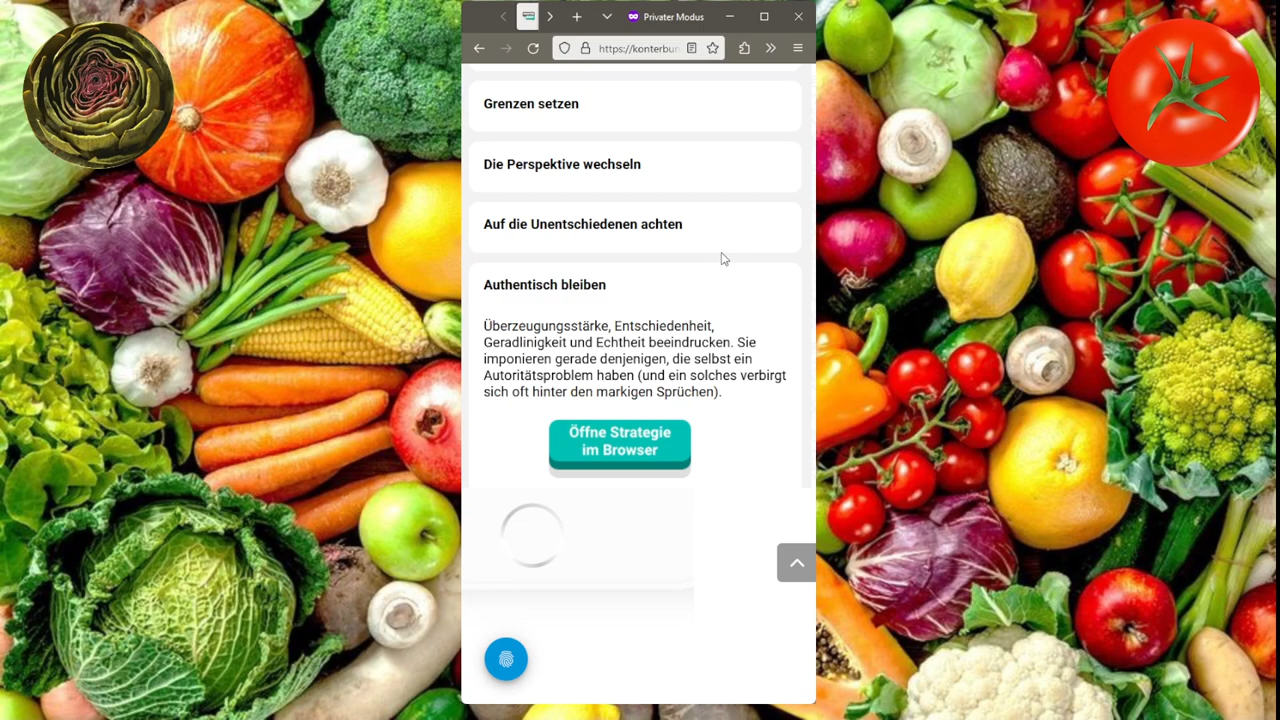 Privater Modus
https://konterbun
Grenzen setzen
Die Perspektive wechseln
Auf die Unentschiedenen achten
Authentisch bleiben
Überzeugungsstärke, Entschiedenheit,
Geradlinigkeit und Echtheit beeindrucken. Sie
imponieren gerade denjenigen, die selbst ein
Autoritätsproblem haben (und ein solches verbirgt
sich oft hinter den markigen Sprüchen).
Öffne Strategie
im Browser